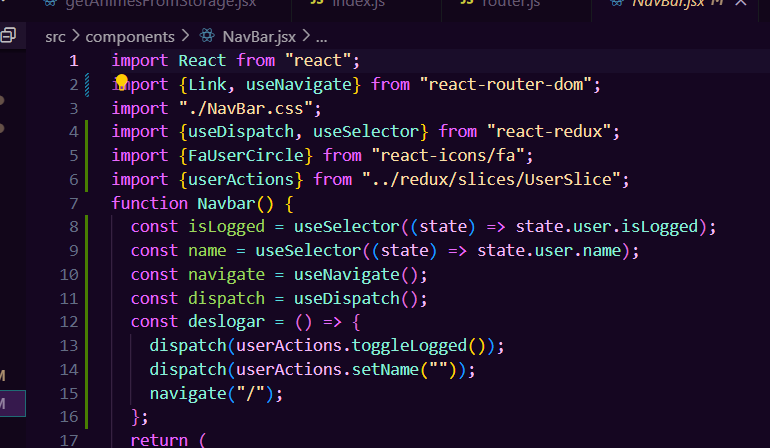 getAnimesFromStorage.jsx index.js router.js NavBar.jsx M
src > components > NavBar.jsx > ...
1 import React from "react";
2 import {Link, useNavigate} from "react-router-dom";
3 import "./NavBar.css";
4 import {useDispatch, useSelector} from "react-redux";
5 import {FaUserCircle} from "react-icons/fa";
6 import {userActions} from "../redux/slices/UserSlice";
7 function Navbar() {
8 const isLogged = useSelector((state) => state.user.isLogged);
9 const name = useSelector((state) => state.user.name);
10 const navigate = useNavigate();
11 const dispatch = useDispatch();
12 const deslogar = () => {
13 dispatch(userActions.toggleLogged());
14 dispatch(userActions.setName(""));
M 15 navigate("/");
M 16 };
17 return (